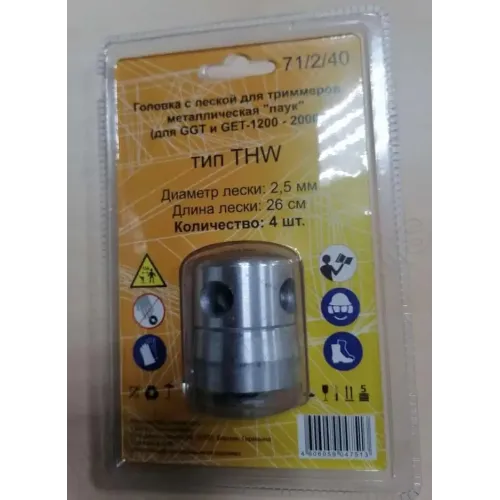 71/2/40
Головка с леской для триммеров
металлическая "паук"
(для GGT и GET-1200 - 2000
тип THW
Диаметр лески: 2,5 мм
Длина лески: 26 см
Количество: 4 шт.
5